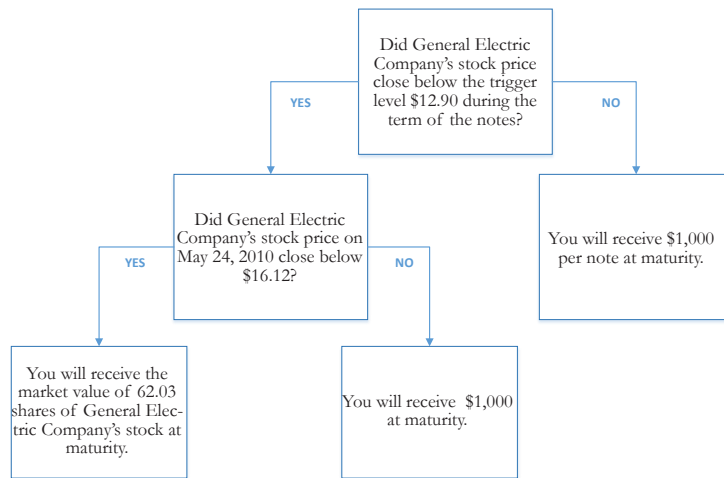 Did General Electric
Company's stock price
close below the trigger
level $12.90 during the
term of the notes?
YES
NO
Did General Electric
Company's stock price on
May 24, 2010 close below
$16.12?
You will receive $1,000
per note at maturity.
YES
NO
You will receive the
market value of 62.03
shares of General Elec-
tric Company's stock at
maturity.
You will receive $1,000
at maturity.